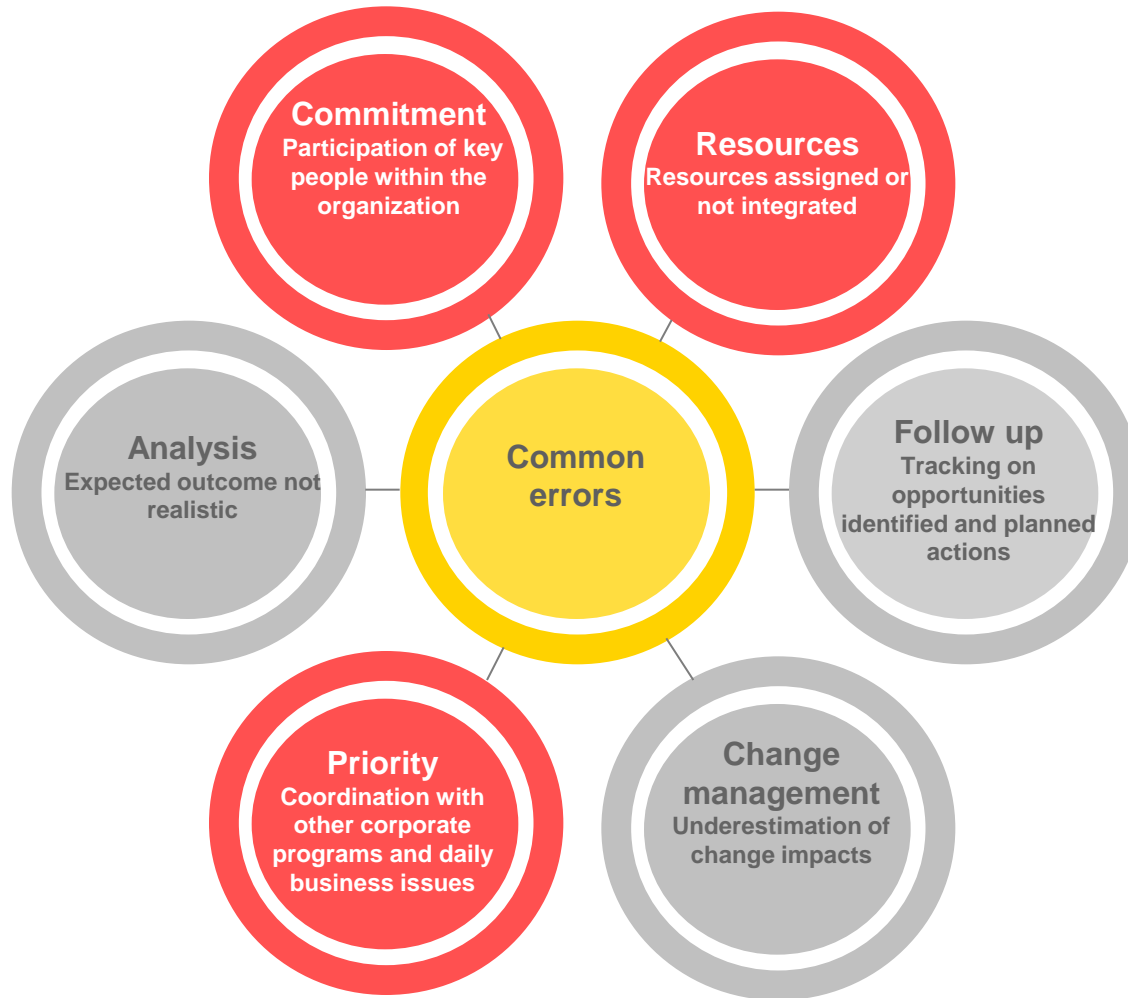 Commitment
Participation of key
people within the
organization
Resources
Resources assigned or
not integrated
Analysis
Expected outcome not
realistic
Common
errors
Follow up
Tracking on
opportunities
identified and planned
actions
Priority
Coordination with
other corporate
programs and daily
business issues
Change
management
Underestimation of
change impacts